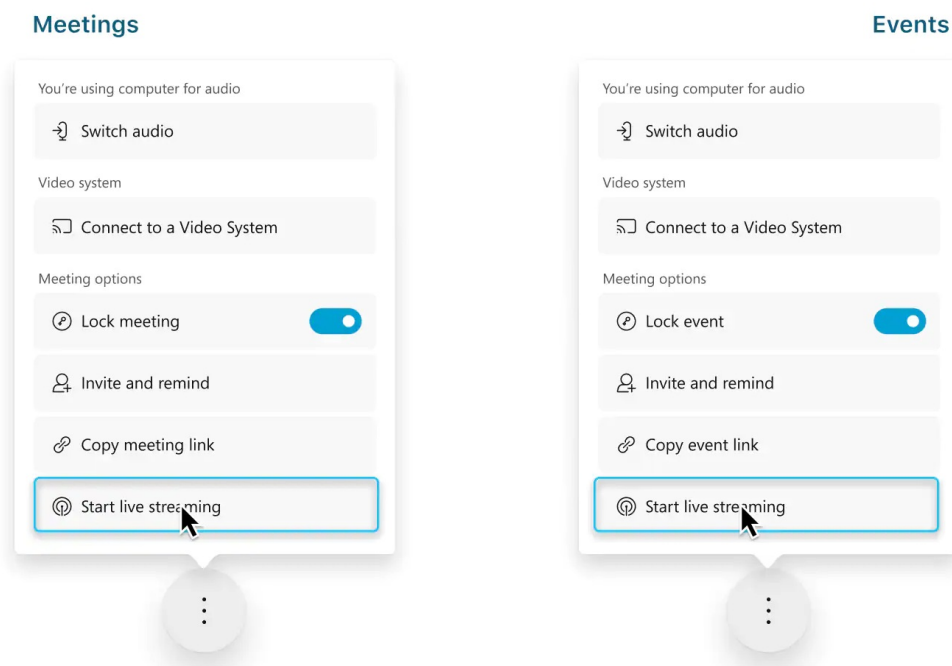 Meetings
You're using computer for audio
Switch audio
Video system
Connect to a Video System
Meeting options
Lock meeting
Invite and remind
Copy meeting link
Start live streaming
Events
You're using computer for audio
Switch audio
Video system
Connect to a Video System
Meeting options
Lock event
Invite and remind
Copy event link
Start live streaming